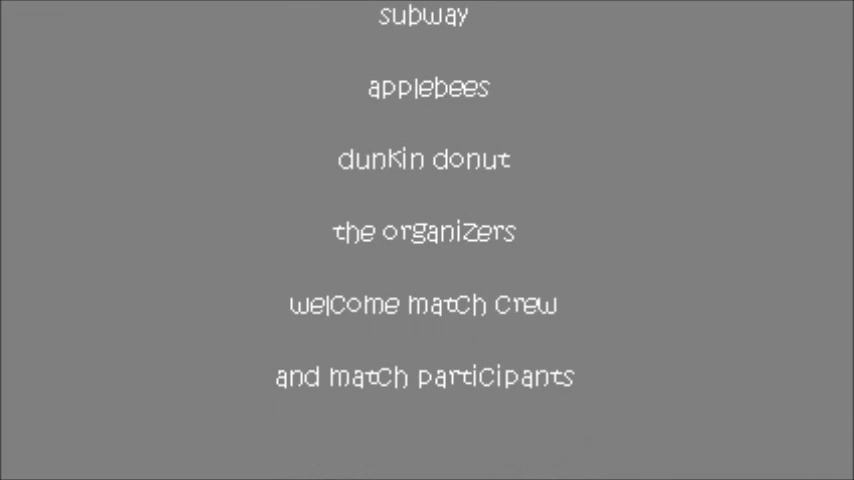 subway
applebees
dunkin donut
the organizers
welcome match crew
and match participants